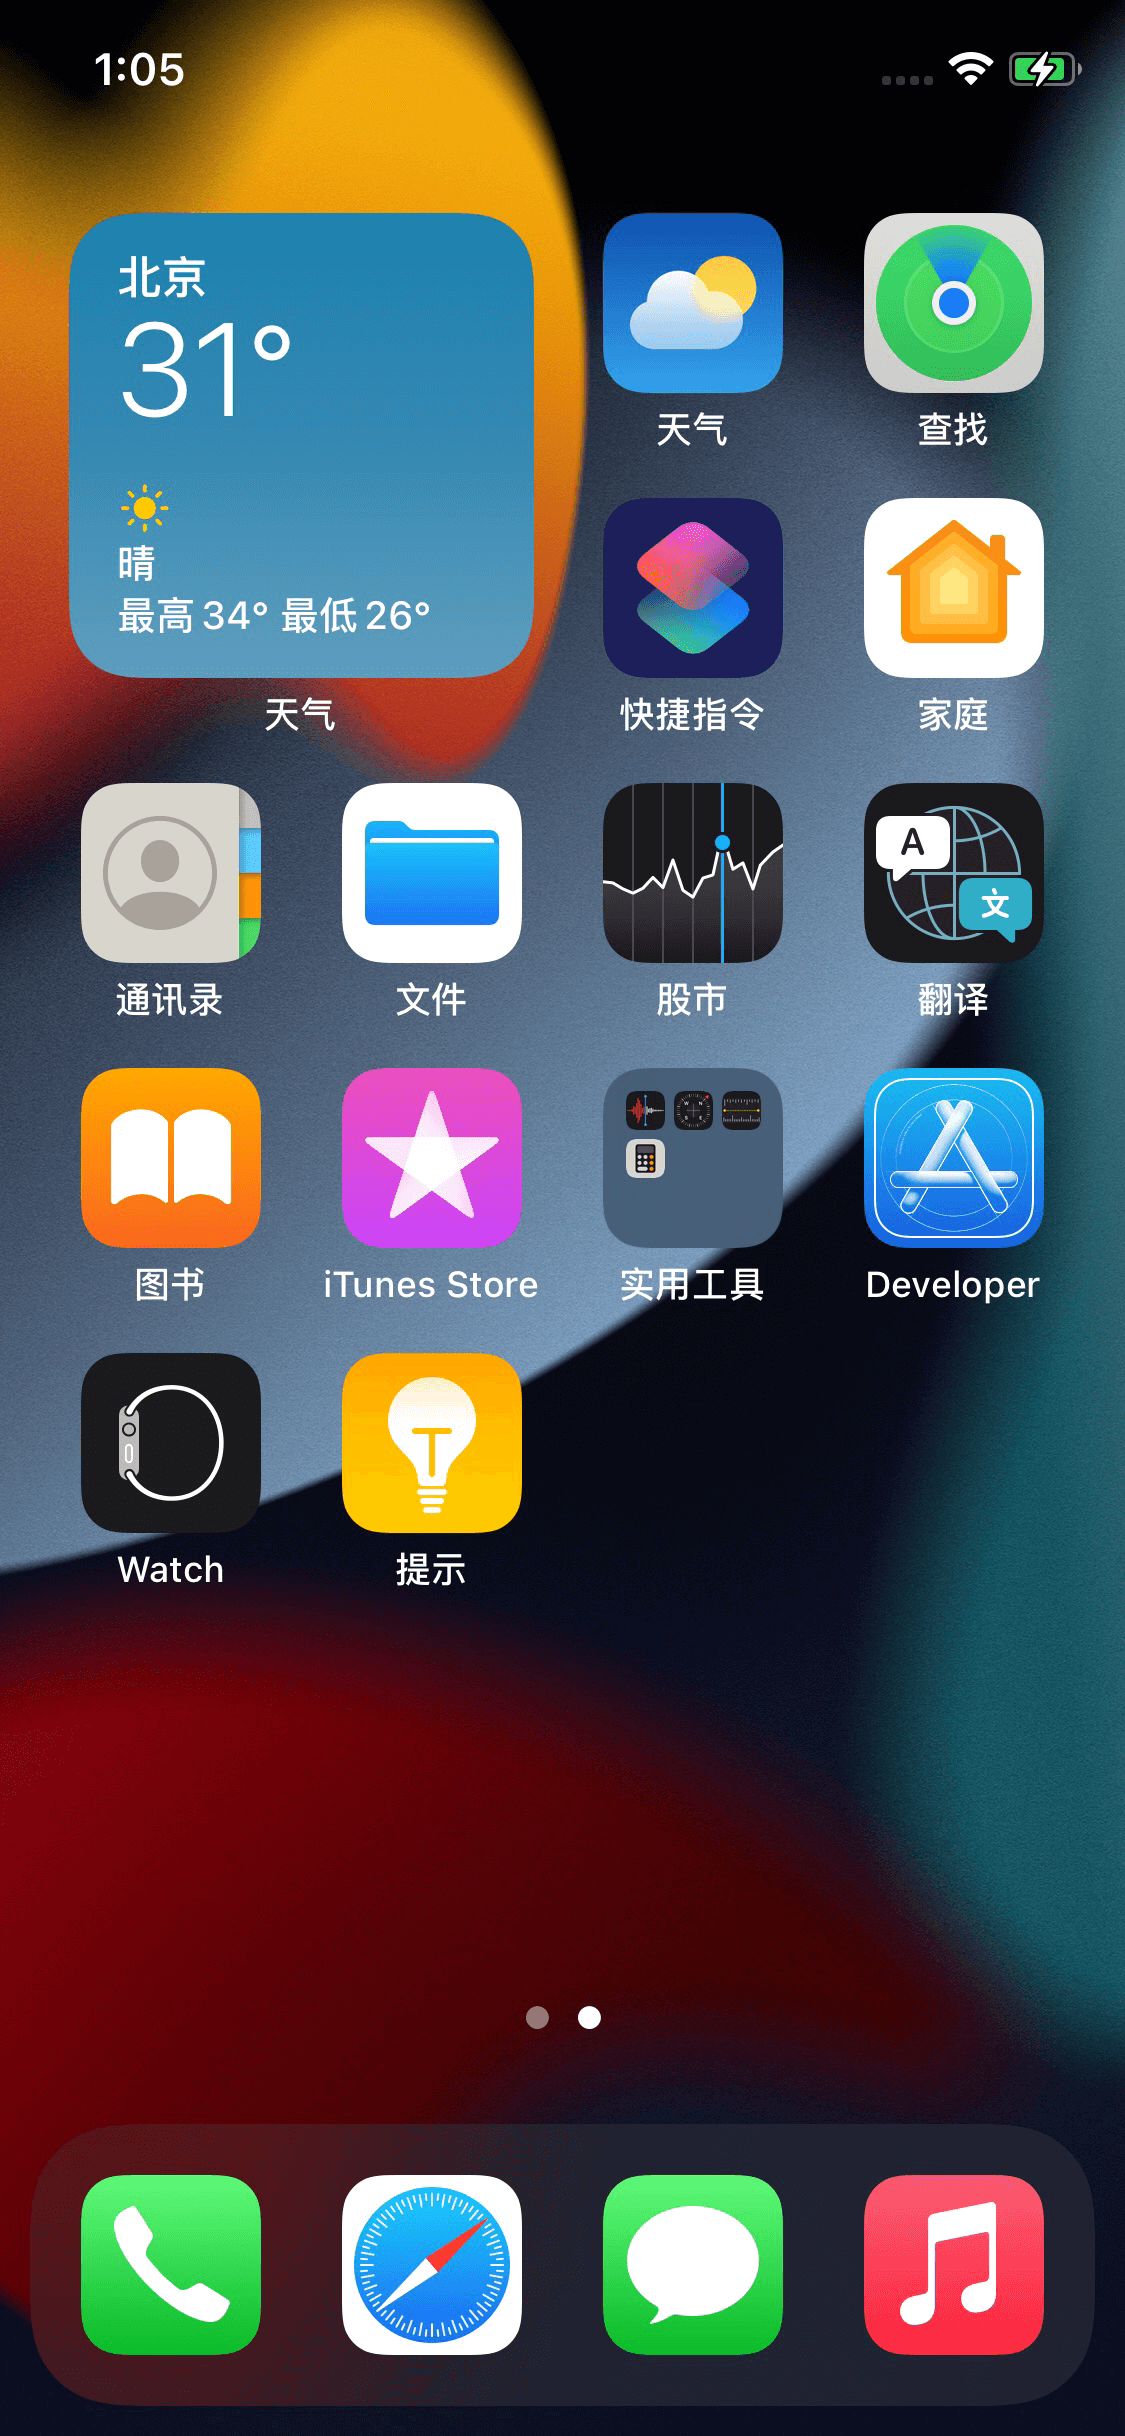 1:05
北京
31°
晴
最高 34° 最低 26°
天气
天气
查找
快捷指令
家庭
通讯录
文件
股市
A
文
翻译
图书
iTunes Store
实用工具
Developer
Watch
提示